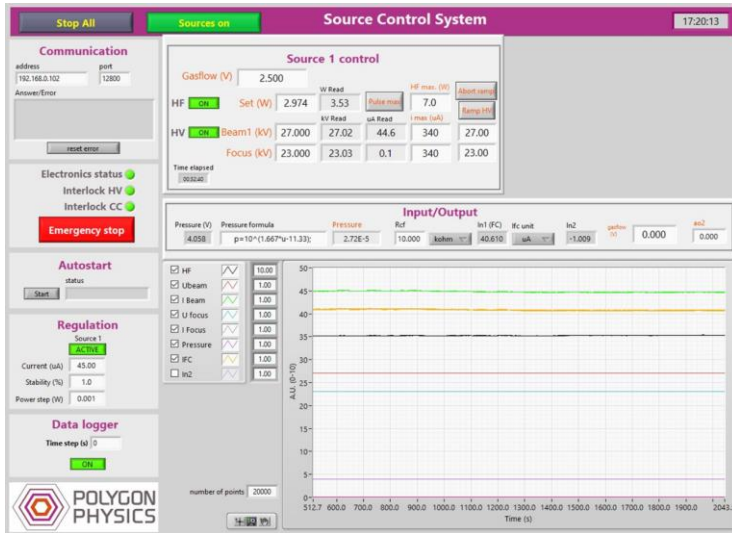 Stop All
Sources on
Source Control System
17:20:13
Communication
address port
192.168.0.102 12800
Answer/Error
reset error
Electronics status
Interlock HV
Interlock CC
Emergency stop
Autostart
status
Start
Regulation
Source 1
ACTIVE
Current (uA) 45.00
Stability (%) 1.0
Power step (W) 0.001
Data logger
Time step (s) 0
ON
POLYGON
PHYSICS
Source 1 control
Gasflow (V) 2.500
W Read HF max. (W) Abort ramp
HF ON Set (W) 2.974 3.53 Pulse max 7.0
kV Read uA Read i max (uA) Ramp HV
HV ON Beam1 (kV) 27.000 27.02 44.6 340 27.00
Focus (kV) 23.000 23.03 0.1 340 23.00
Time elapsed
00:52:40
Input/Output
Pressure (V) Pressure formula Pressure Rcf In1 (FC) Ifc unit In2 gasflow (V) ao2
4.058 p=10^(1.667*u-11.33); 2.72E-5 10.000 kohm 40.610 uA -1.009 0.000 0.000
HF 10.00
Ubeam 1.00
I Beam 1.00
U focus 1.00
I Focus 1.00
Pressure 1.00
IFC 1.00
In2 1.00
number of points 20000
A.U. (0-10)
50
45
40
35
30
25
20
15
10
5
0
512.7 600.0 700.0 800.0 900.0 1000.0 1100.0 1200.0 1300.0 1400.0 1500.0 1600.0 1700.0 1800.0 1900.0 2043.
Time (s)